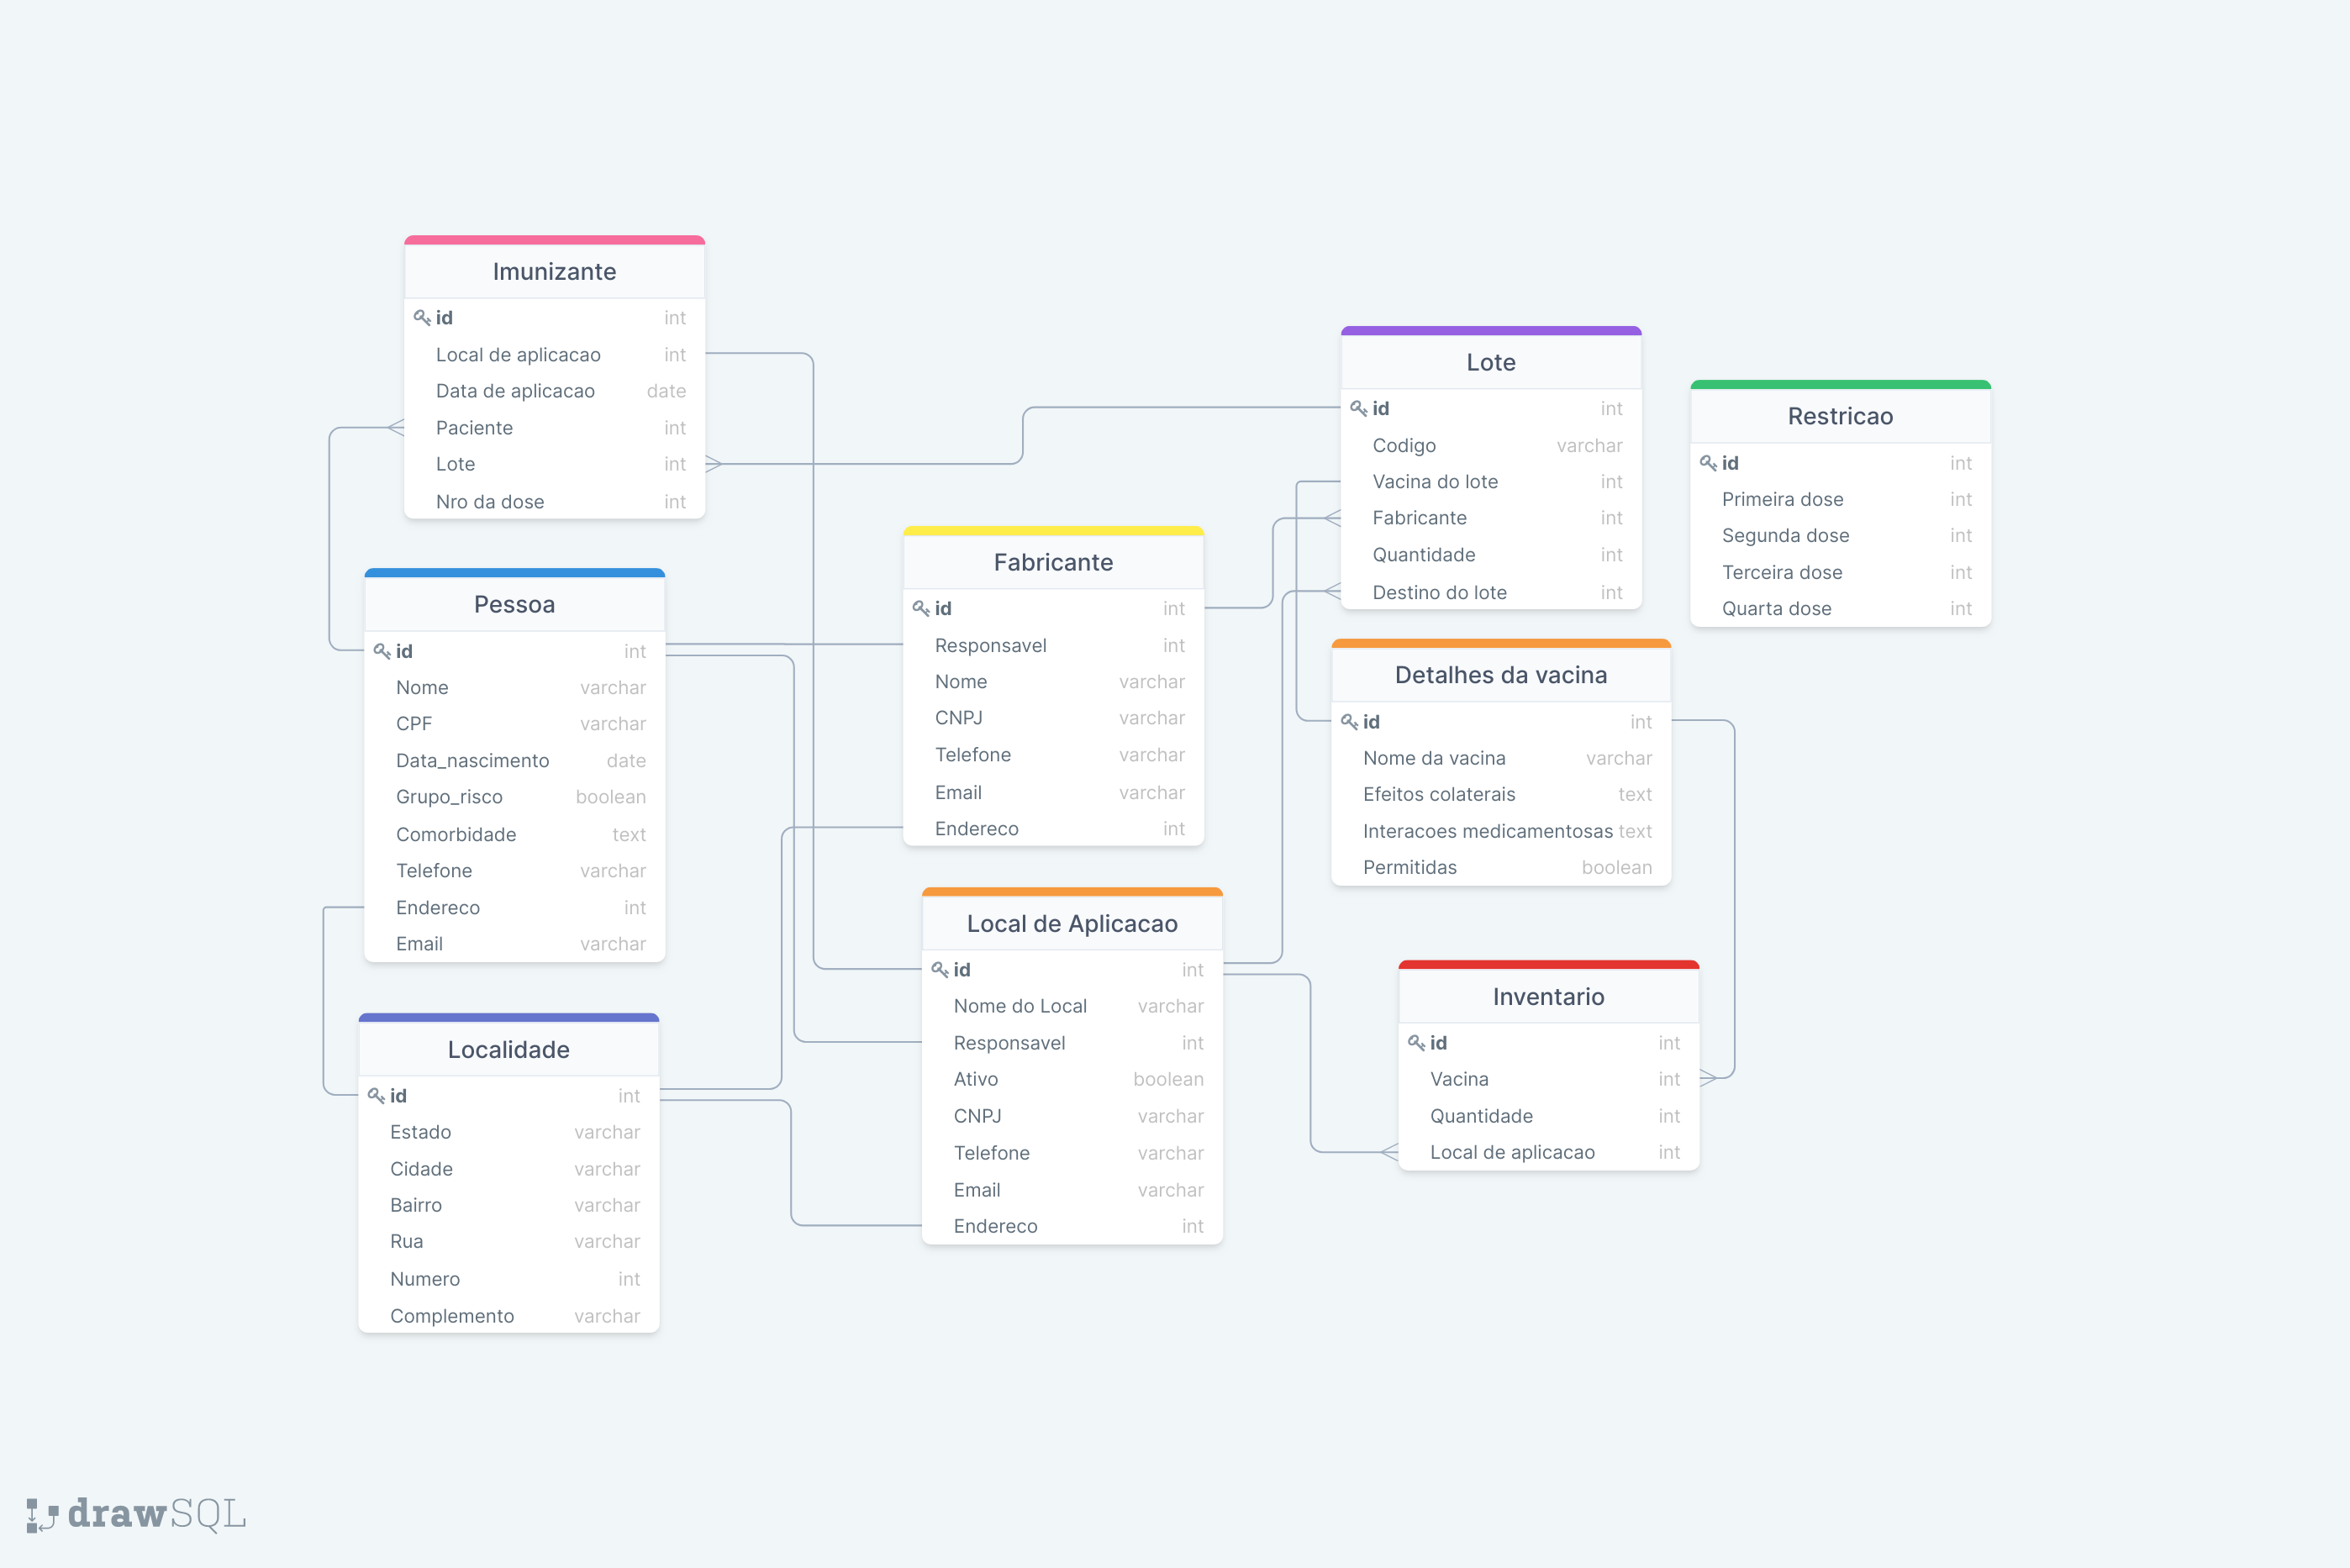 Imunizante
id int
Local de aplicacao int
Data de aplicacao date
Paciente int
Lote int
Nro da dose int
Pessoa
id int
Nome varchar
CPF varchar
Data_nascimento date
Grupo_risco boolean
Comorbidade text
Telefone varchar
Endereco int
Email varchar
Localidade
id int
Estado varchar
Cidade varchar
Bairro varchar
Rua varchar
Numero int
Complemento varchar
Fabricante
id int
Responsavel int
Nome varchar
CNPJ varchar
Telefone varchar
Email varchar
Endereco int
Local de Aplicacao
id int
Nome do Local varchar
Responsavel int
Ativo boolean
CNPJ varchar
Telefone varchar
Email varchar
Endereco int
Lote
id int
Codigo varchar
Vacina do lote int
Fabricante int
Quantidade int
Destino do lote int
Detalhes da vacina
id int
Nome da vacina varchar
Efeitos colaterais text
Interacoes medicamentosas text
Permitidas boolean
Inventario
id int
Vacina int
Quantidade int
Local de aplicacao int
Restricao
id int
Primeira dose int
Segunda dose int
Terceira dose int
Quarta dose int
drawSQL